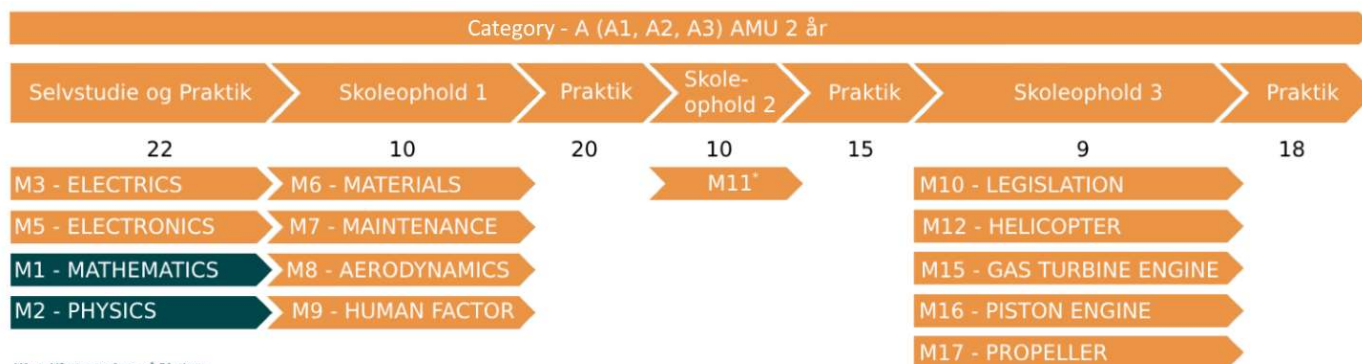 Category - A (A1, A2, A3) AMU 2 år
Selvstudie og Praktik
Skoleophold 1
Praktik
Skole-
ophold 2
Praktik
Skoleophold 3
Praktik
22
10
20
10
15
9
18
M3 - ELECTRICS
M6 - MATERIALS
M11*
M10 - LEGISLATION
M5 - ELECTRONICS
M7 - MAINTENANCE
M12 - HELICOPTER
M1 - MATHEMATICS
M8 - AERODYNAMICS
M15 - GAS TURBINE ENGINE
M2 - PHYSICS
M9 - HUMAN FACTOR
M16 - PISTON ENGINE
M17 - PROPELLER